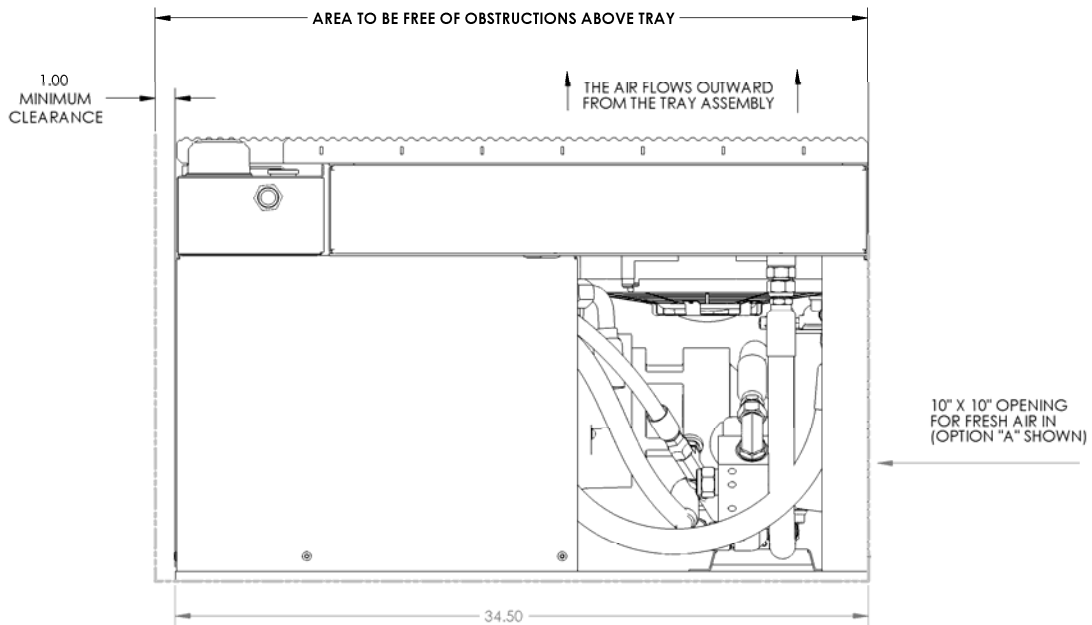 AREA TO BE FREE OF OBSTRUCTIONS ABOVE TRAY
1.00
MINIMUM
CLEARANCE
THE AIR FLOWS OUTWARD
FROM THE TRAY ASSEMBLY
10" X 10" OPENING
FOR FRESH AIR IN
(OPTION "A" SHOWN)
34.50